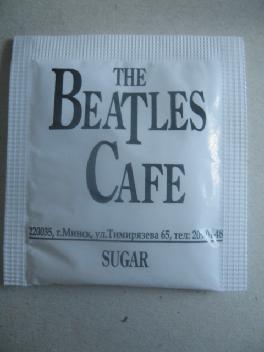 THE
BEATLES
CAFE
220035, г.Минск, ул.Тимирязева 65, тел:
SUGAR